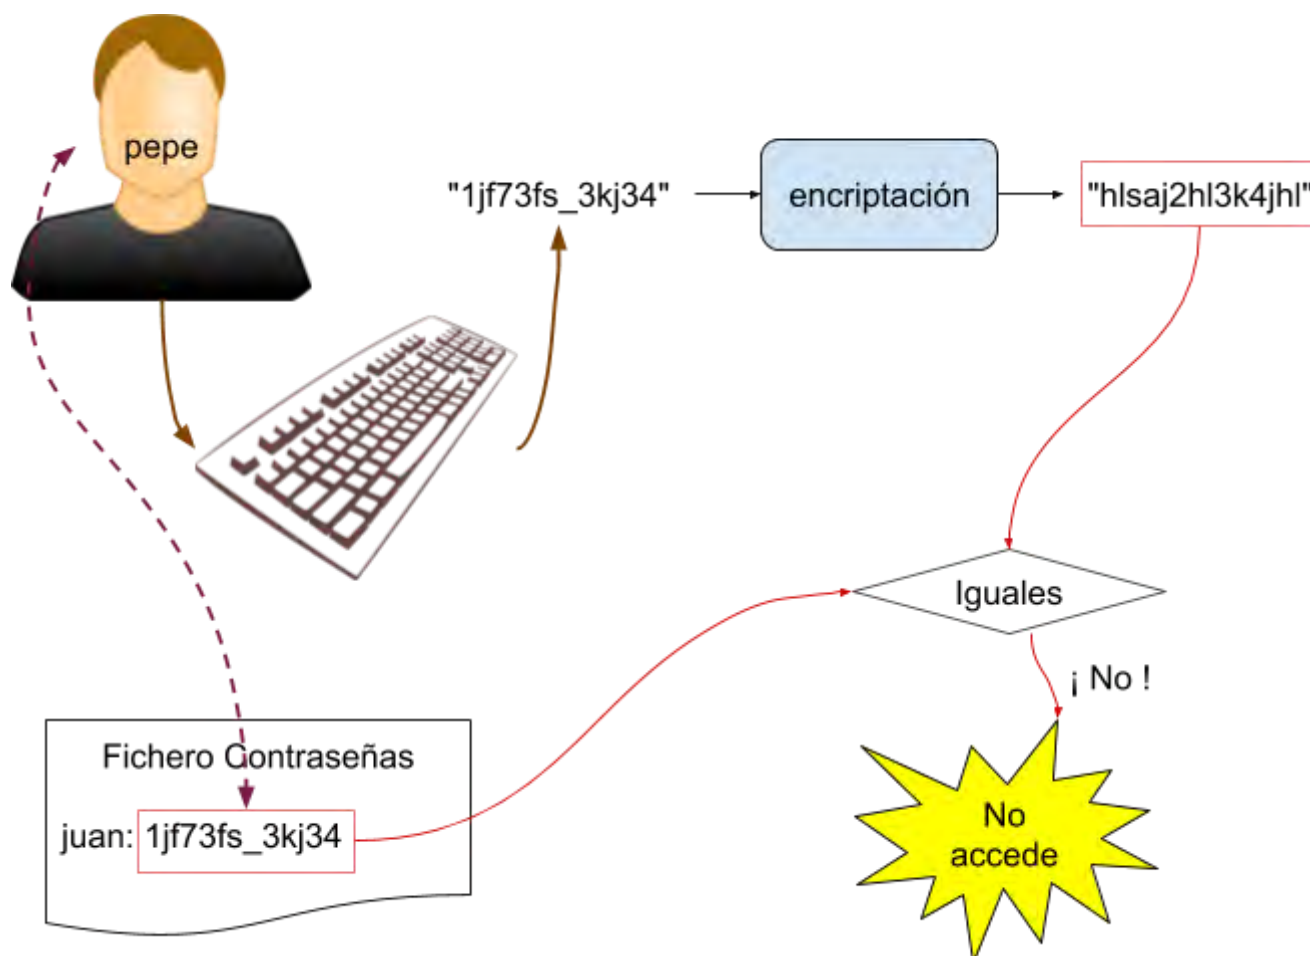 pepe
"1jf73fs_3kj34"
encriptación
"hlsaj2hl3k4jhl"
Iguales
¡ No !
Fichero Contraseñas
juan: 1jf73fs_3kj34
No
accede